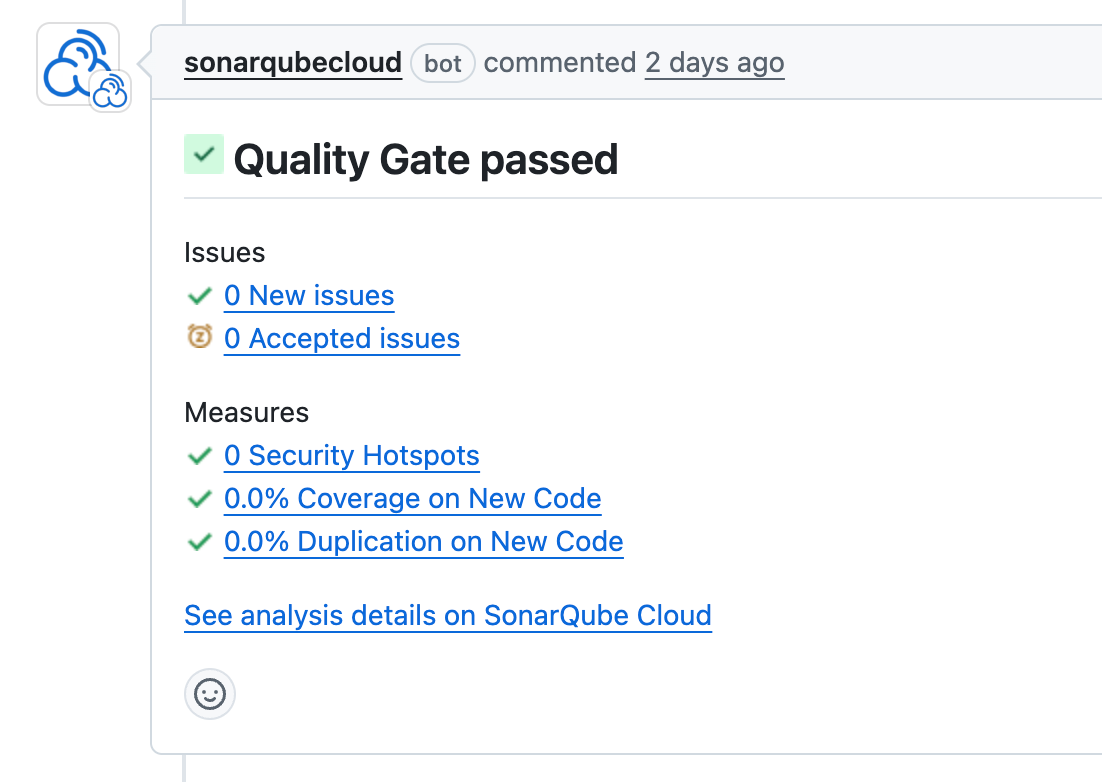 sonarqubecloud bot commented 2 days ago
Quality Gate passed
Issues
0 New issues
0 Accepted issues
Measures
0 Security Hotspots
0.0% Coverage on New Code
0.0% Duplication on New Code
See analysis details on SonarQube Cloud